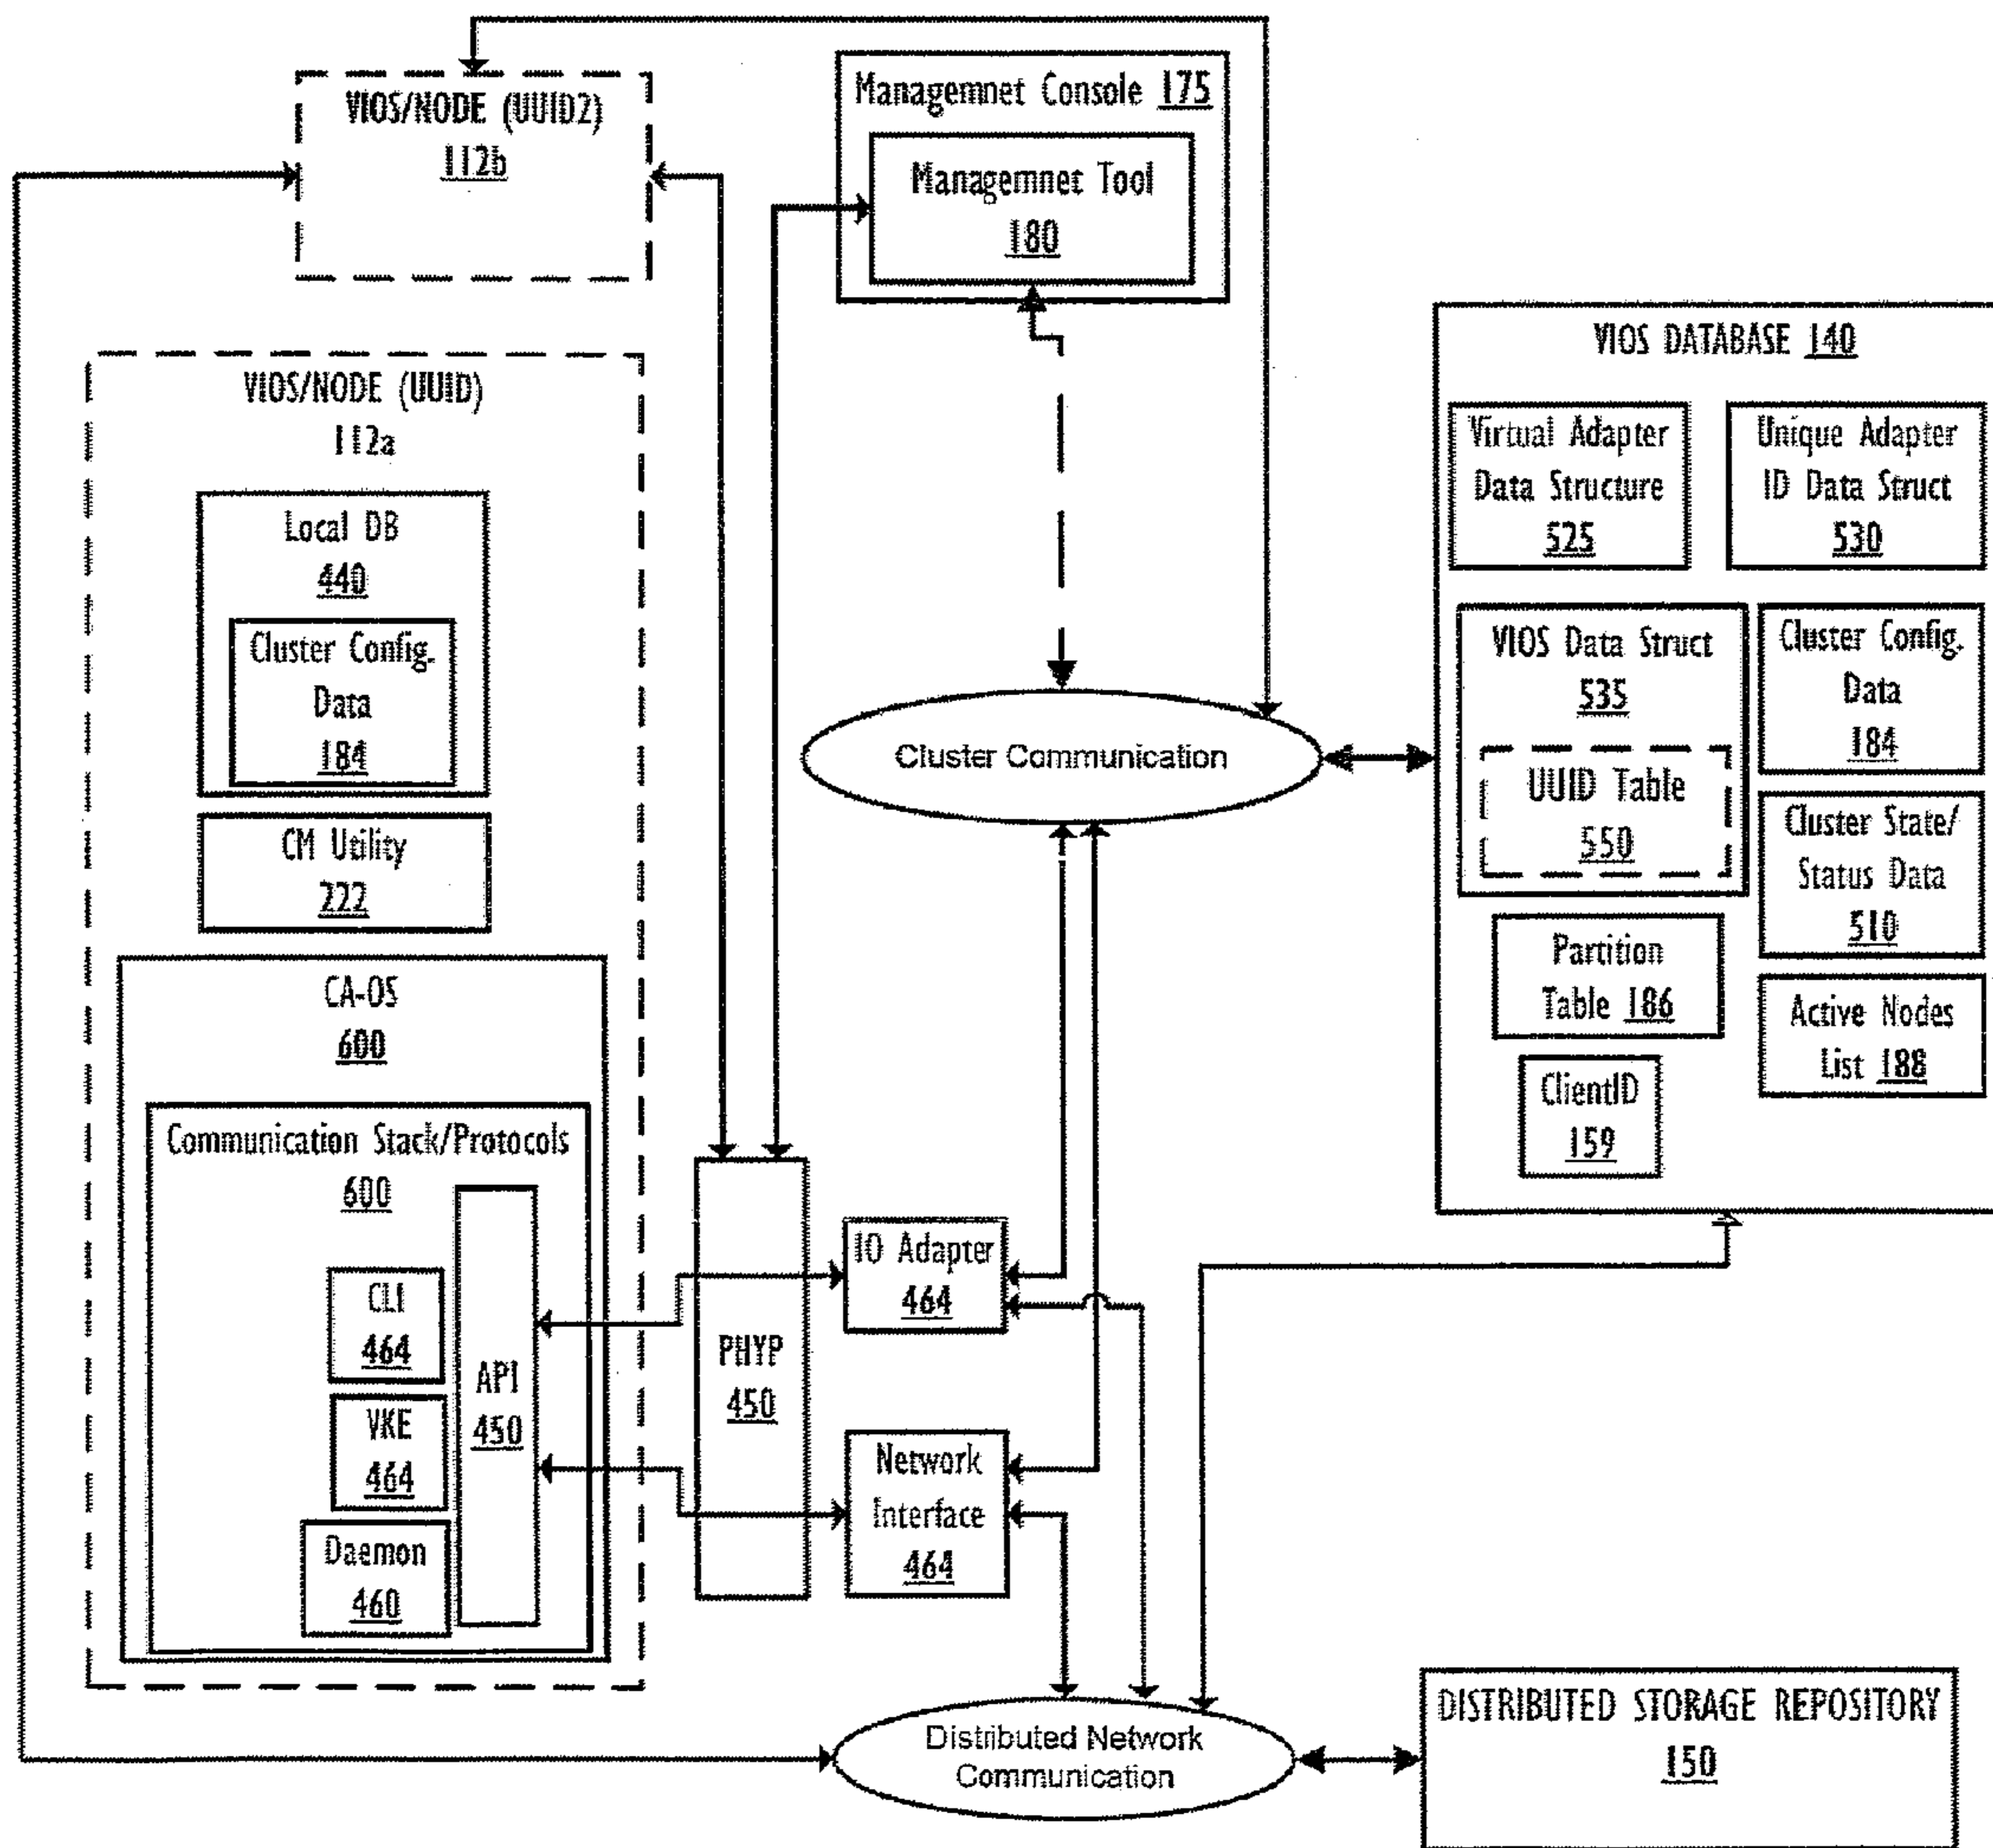 VIOS/NODE (UUID2)
112b
Managemnet Console 175
Managemnet Tool
180
VIOS/NODE (UUID)
112a
Local DB
440
Cluster Config.
Data
184
CM Utility
222
CA-OS
600
Communication Stack/Protocols
600
CLI
464
VKE
464
Daemon
460
API
450
PHYP
450
IO Adapter
464
Network
Interface
464
Cluster Communication
Distributed Network
Communication
VIOS DATABASE 140
Virtual Adapter
Data Structure
525
Unique Adapter
ID Data Struct
530
VIOS Data Struct
535
UUID Table
550
Cluster Config.
Data
184
Cluster State/
Status Data
510
Partition
Table 186
Active Nodes
List 188
ClientID
159
DISTRIBUTED STORAGE REPOSITORY
150